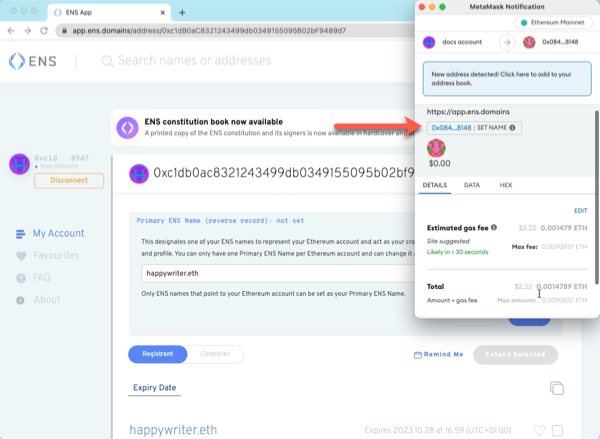 ENS App
app.ens.domains/address/0xc1dB0aC8321243499db0349155095B02bF9489d7
ENS
Search names or addresses
ENS constitution book now available
A printed copy of the ENS constitution and its signers is now available in hardcover and
0xc1d...89d7
Main Network
Disconnect
My Account
Favourites
FAQ
About
0xc1db0ac8321243499db0349155095b02bf9
Primary ENS Name (reverse record): not set
This designates one of your ENS names to represent your Ethereum account and act as your cro
and profile. You can only have one Primary ENS Name per Ethereum account and can change it
happywriter.eth
Only ENS names that point to your Ethereum account can be set as your Primary ENS Name.
Registrant
Controller
Remind Me
Extend Selected
Expiry Date
happywriter.eth
Expires 2023.10.28 at 16:59 (UTC+01:00)
MetaMask Notification
Ethereum Mainnet
docs account
0x084...8148
New address detected! Click here to add to your
address book.
https://app.ens.domains
0x084...8148 : SET NAME
$0.00
DETAILS
DATA
HEX
EDIT
Estimated gas fee
$2.22 0.001479 ETH
Site suggested
Likely in < 30 seconds
Max fee: 0.00190937 ETH
Total
$2.22 0.0014789 ETH
Amount + gas fee
Max amount: 0.00190937 ETH